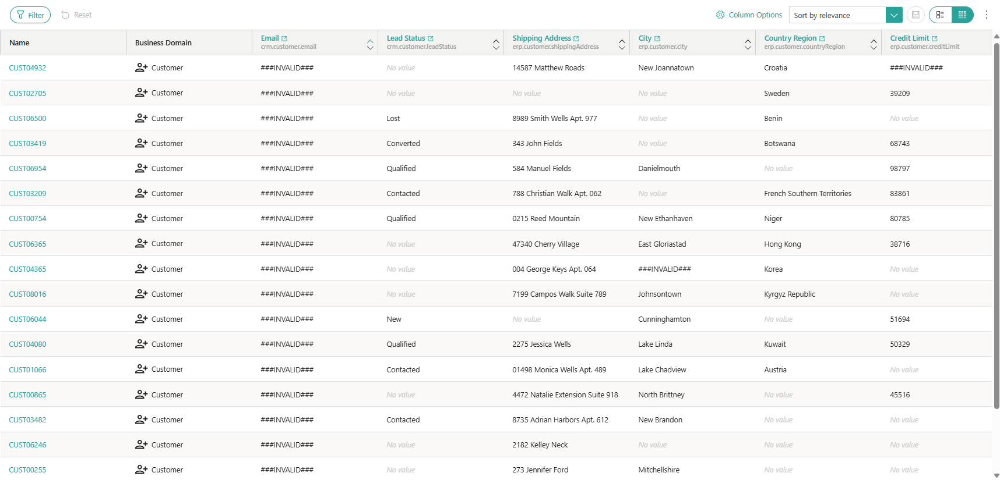 Filter Reset Column Options Sort by relevance
Name Business Domain Email Lead Status Shipping Address City Country Region Credit Limit
crm.customer.email crm.customer.leadStatus erp.customer.shippingAddress erp.customer.city erp.customer.countryRegion erp.customer.creditLimit
CUST04932 Customer ###INVALID### No value 14587 Matthew Roads New Joannatown Croatia ###INVALID###
CUST02705 Customer ###INVALID### No value No value No value Sweden 39209
CUST06500 Customer ###INVALID### Lost 8989 Smith Wells Apt. 977 No value Benin No value
CUST03419 Customer ###INVALID### Converted 343 John Fields No value Botswana 68743
CUST06954 Customer ###INVALID### Qualified 584 Manuel Fields Danielmouth No value 98797
CUST03209 Customer ###INVALID### Contacted 788 Christian Walk Apt. 062 No value French Southern Territories 83861
CUST00754 Customer ###INVALID### Qualified 0215 Reed Mountain New Ethanhaven Niger 80785
CUST06365 Customer ###INVALID### No value 47340 Cherry Village East Gloriastad Hong Kong 38716
CUST04365 Customer ###INVALID### No value 004 George Keys Apt. 064 ###INVALID### Korea No value
CUST08016 Customer ###INVALID### No value 7199 Campos Walk Suite 789 Johnsontown Kyrgyz Republic No value
CUST06044 Customer ###INVALID### New No value Cunninghamton No value 51694
CUST04080 Customer ###INVALID### Qualified 2275 Jessica Wells Lake Linda Kuwait 50329
CUST01066 Customer ###INVALID### Contacted 01498 Monica Wells Apt. 489 Lake Chadview Austria No value
CUST00865 Customer ###INVALID### No value 4472 Natalie Extension Suite 918 North Brittney No value 45516
CUST03482 Customer ###INVALID### Contacted 8735 Adrian Harbors Apt. 612 New Brandon No value No value
CUST06246 Customer ###INVALID### No value 2182 Kelley Neck No value No value No value
CUST00255 Customer ###INVALID### No value 273 Jennifer Ford Mitchellshire No value No value